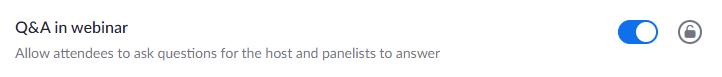 Q&A in webinar
Allow attendees to ask questions for the host and panelists to answer